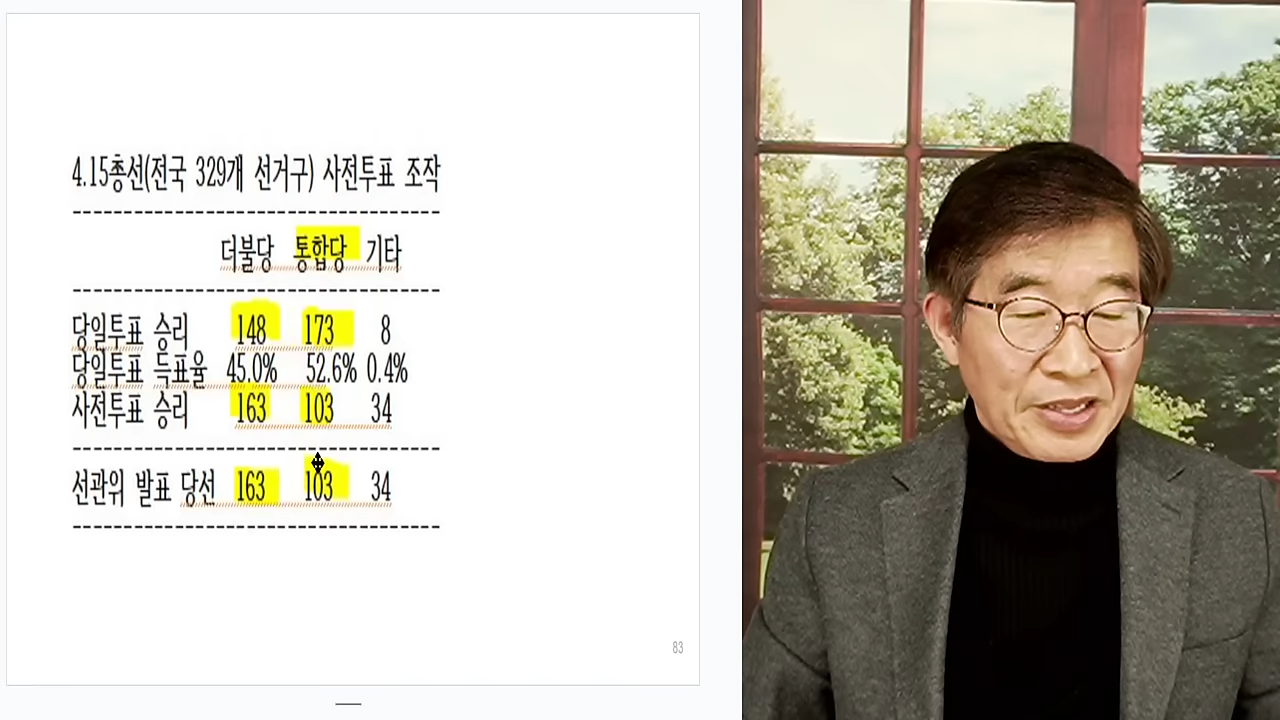 4.15총선(전국 329개 선거구) 사전투표 조작
더불당 통합당 기타
당일투표 승리 148 173 8
당일투표 득표율 45.0% 52.6% 0.4%
사전투표 승리 163 103 34
선관위 발표 당선 163 103 34
83